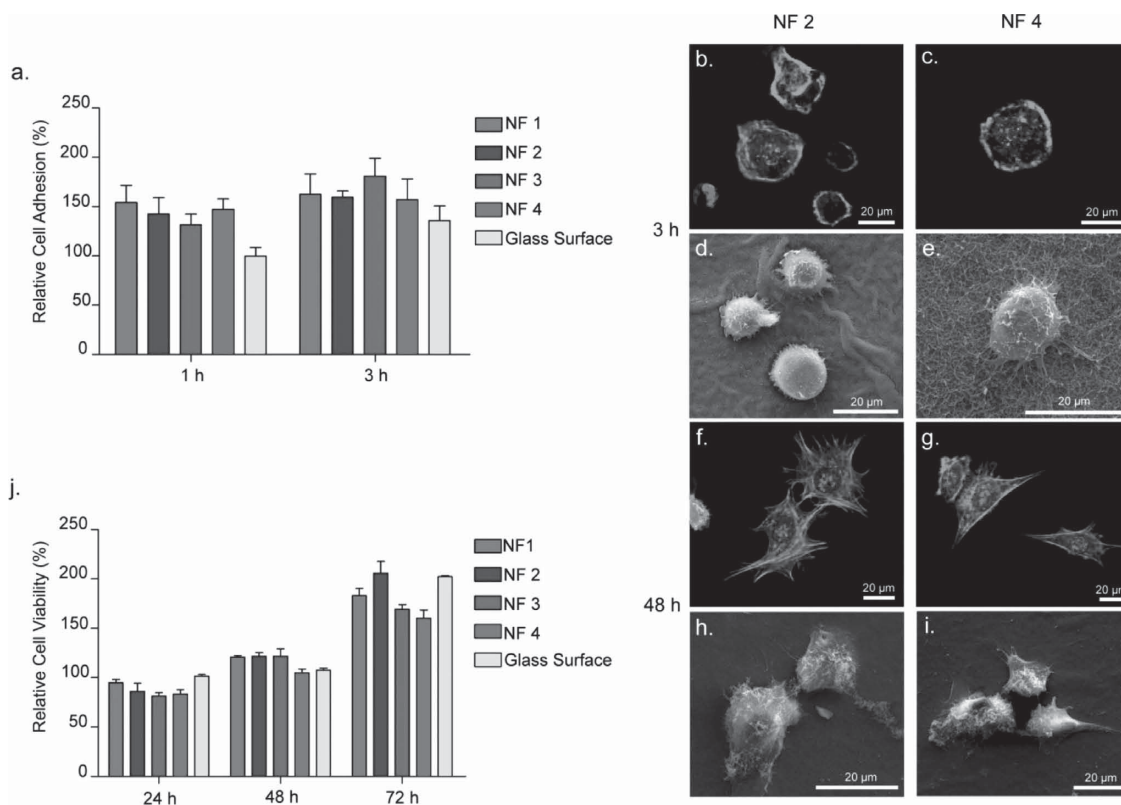 NF 2
NF 4
a.
Relative Cell Adhesion (%)
250
200
150
100
50
0
1 h
3 h
NF 1
NF 2
NF 3
NF 4
Glass Surface
b.
20 µm
c.
20 µm
3 h
d.
20 µm
e.
20 µm
f.
20 µm
g.
20 µm
48 h
h.
20 µm
i.
20 µm
j.
Relative Cell Viability (%)
250
200
150
100
50
0
24 h
48 h
72 h
NF1
NF 2
NF 3
NF 4
Glass Surface